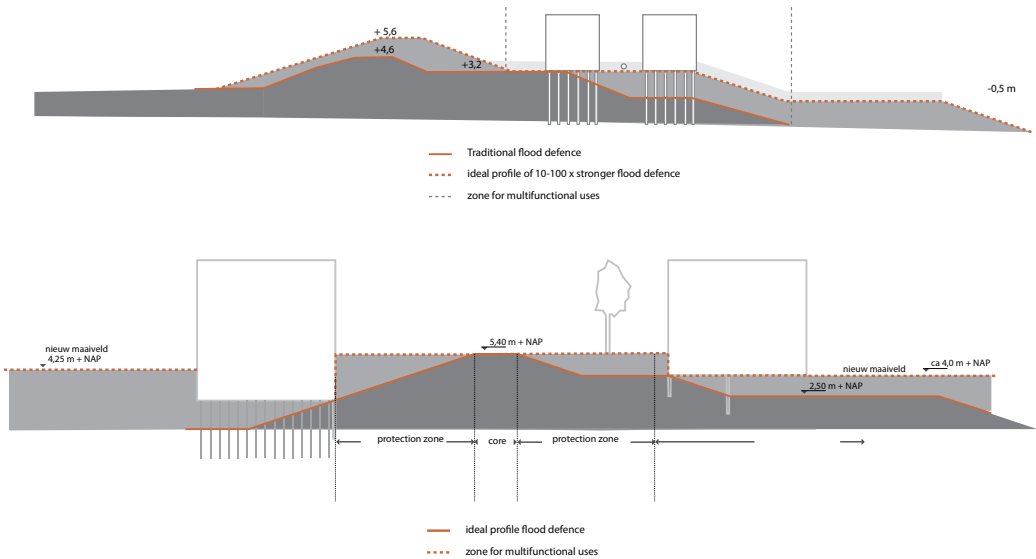 + 5,6
+4,6
+3,2
-0,5 m
Traditional flood defence
ideal profile of 10-100 x stronger flood defence
zone for multifunctional uses
5,40 m + NAP
nieuw maaiveld
4,25 m + NAP
ca 4,0 m + NAP
nieuw maaiveld
2,50 m + NAP
protection zone
core
protection zone
ideal profile flood defence
zone for multifunctional uses